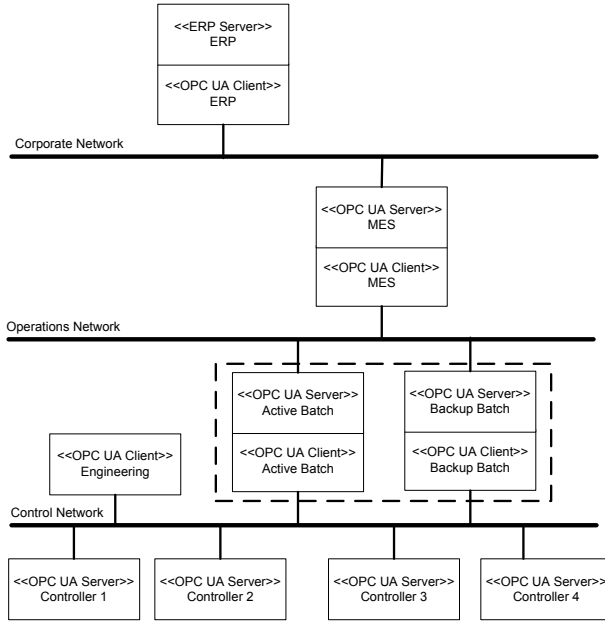 <<ERP Server>>
ERP
<<OPC UA Client>>
ERP
Corporate Network
<<OPC UA Server>>
MES
<<OPC UA Client>>
MES
Operations Network
<<OPC UA Server>>
Active Batch
<<OPC UA Server>>
Backup Batch
<<OPC UA Client>>
Active Batch
<<OPC UA Client>>
Backup Batch
<<OPC UA Client>>
Engineering
Control Network
<<OPC UA Server>>
Controller 1
<<OPC UA Server>>
Controller 2
<<OPC UA Server>>
Controller 3
<<OPC UA Server>>
Controller 4